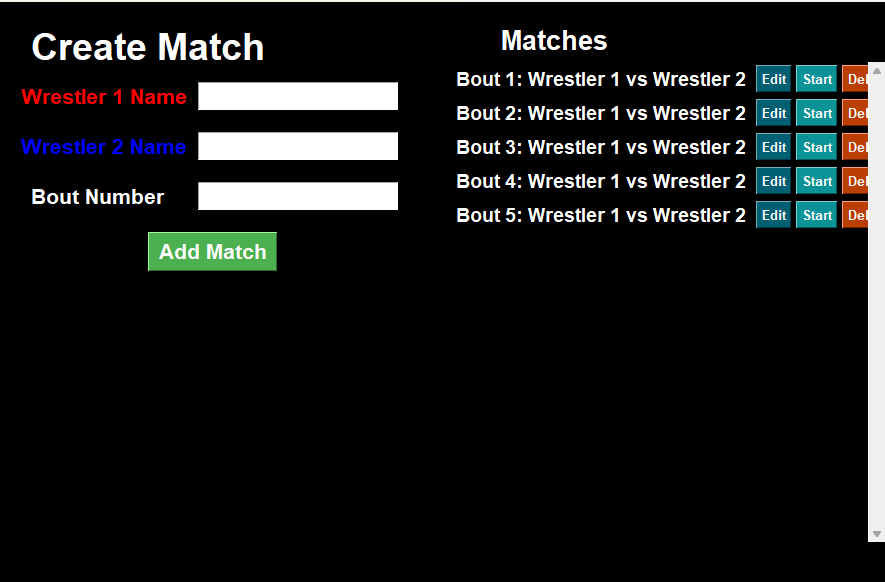 Create Match
Wrestler 1 Name
Wrestler 2 Name
Bout Number
Add Match
Matches
Bout 1: Wrestler 1 vs Wrestler 2 Edit Start Del
Bout 2: Wrestler 1 vs Wrestler 2 Edit Start Del
Bout 3: Wrestler 1 vs Wrestler 2 Edit Start Del
Bout 4: Wrestler 1 vs Wrestler 2 Edit Start Del
Bout 5: Wrestler 1 vs Wrestler 2 Edit Start Del